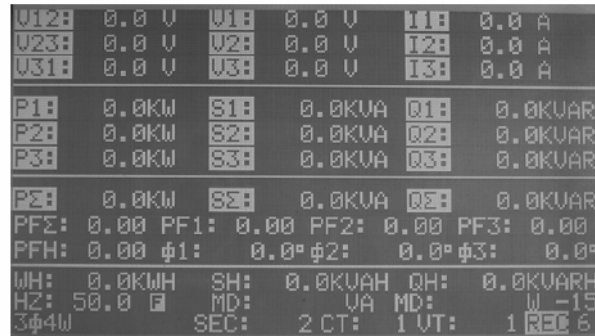 V12: 0.0 V V1: 0.0 V I1: 0.0 A
V23: 0.0 V V2: 0.0 V I2: 0.0 A
V31: 0.0 V V3: 0.0 V I3: 0.0 A
P1: 0.0KW S1: 0.0KVA Q1: 0.0KVAR
P2: 0.0KW S2: 0.0KVA Q2: 0.0KVAR
P3: 0.0KW S3: 0.0KVA Q3: 0.0KVAR
PΣ: 0.0KW SΣ: 0.0KVA QΣ: 0.0KVAR
PFΣ: 0.00 PF1: 0.00 PF2: 0.00 PF3: 0.00
PFH: 0.00 ϕ1: 0.0° ϕ2: 0.0° ϕ3: 0.0°
WH: 0.0KWH SH: 0.0KVAH QH: 0.0KVARH
HZ: 50.0 F MD: VA MD: W -15
3ϕ4W SEC: 2 CT: 1 VT: 1 REC 6